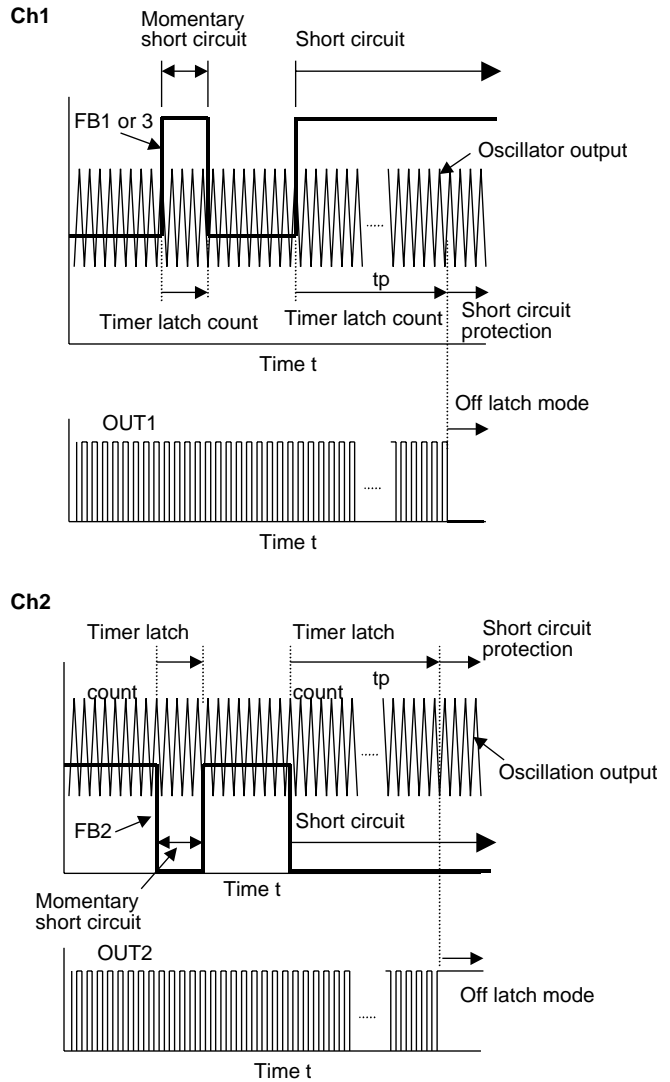 Ch1
Momentary
short circuit
Short circuit
FB1 or 3
Oscillator output
.....
tp
Timer latch count
Timer latch count
Short circuit
protection
Time t
Off latch mode
OUT1
.....
Time t
Ch2
Timer latch
Timer latch
Short circuit
protection
count
count
tp
.....
Oscillation output
FB2
Short circuit
Momentary
short circuit
Time t
OUT2
Off latch mode
.....
Time t